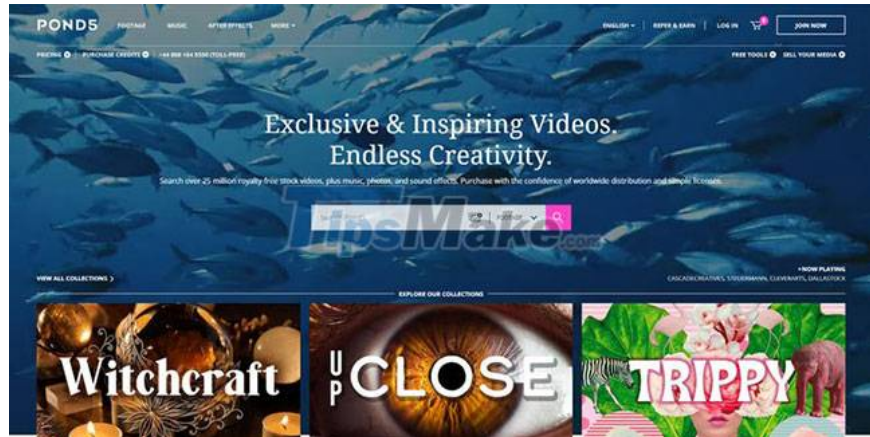 POND5 FOOTAGE MUSIC AFTER EFFECTS MORE ENGLISH REFER & EARN LOG IN JOIN NOW
PRICING PURCHASE CREDITS (TOLL-FREE) FREE TOOLS SELL YOUR MEDIA
Exclusive & Inspiring Videos.
Endless Creativity.
Search over 25 million royalty-free stock videos, plus music, photos, and sound effects. Purchase with the confidence of worldwide distribution and simple licenses.
FOOTAGE
TipsMake.com
VIEW ALL COLLECTIONS
NOW PLAYING
EXPLORE OUR COLLECTIONS
Witchcraft
UP CLOSE
TRIPPY